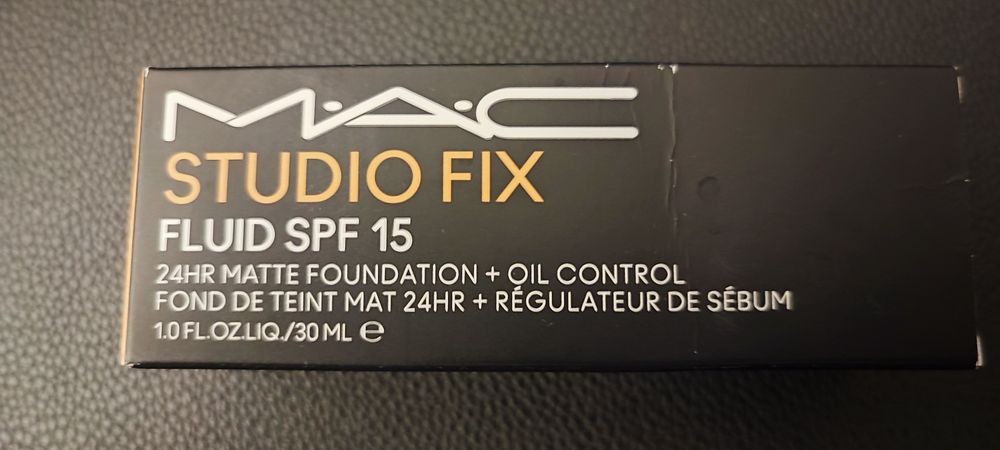 M·A·C
STUDIO FIX
FLUID SPF 15
24HR MATTE FOUNDATION + OIL CONTROL
FOND DE TEINT MAT 24HR + RÉGULATEUR DE SÉBUM
1.0 FL.OZ.LIQ./30 ML ℮